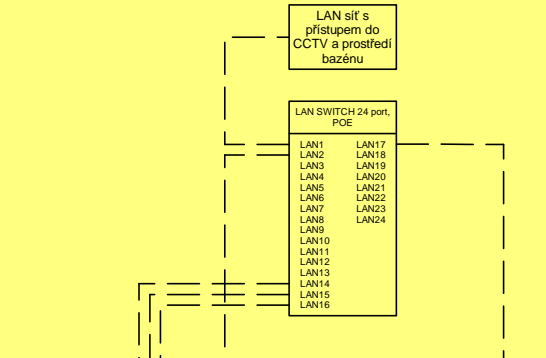 LAN síť s
přístupem do
CCTV a prostředí
bazénu
LAN SWITCH 24 port,
POE
LAN1 LAN17
LAN2 LAN18
LAN3 LAN19
LAN4 LAN20
LAN5 LAN21
LAN6 LAN22
LAN7 LAN23
LAN8 LAN24
LAN9
LAN10
LAN11
LAN12
LAN13
LAN14
LAN15
LAN16